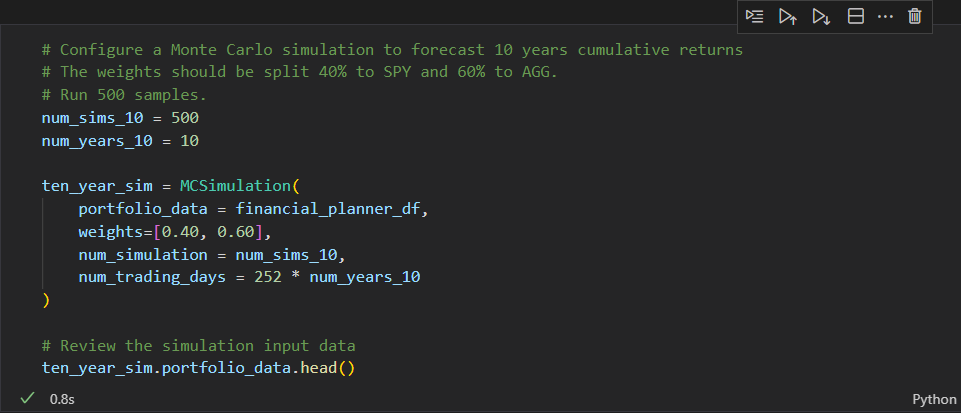 # Configure a Monte Carlo simulation to forecast 10 years cumulative returns
# The weights should be split 40% to SPY and 60% to AGG.
# Run 500 samples.
num_sims_10 = 500
num_years_10 = 10

ten_year_sim = MCSimulation(
    portfolio_data = financial_planner_df,
    weights=[0.40, 0.60],
    num_simulation = num_sims_10,
    num_trading_days = 252 * num_years_10
)

# Review the simulation input data
ten_year_sim.portfolio_data.head()
0.8s
Python